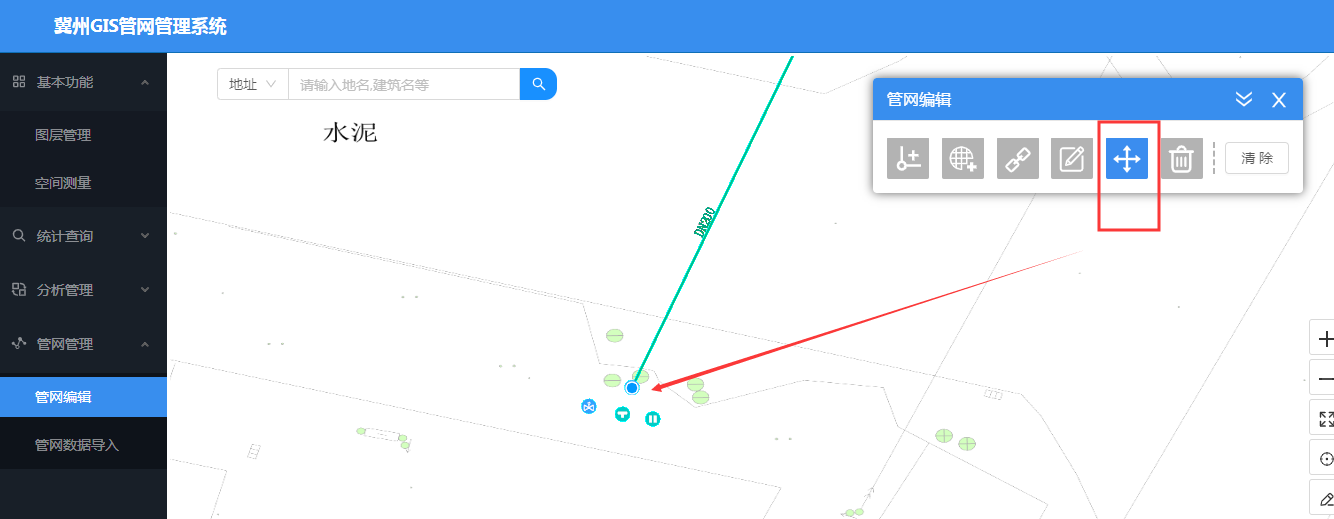 冀州GIS管网管理系统
基本功能
图层管理
空间测量
统计查询
分析管理
管网管理
管网编辑
管网数据导入
地址
请输入地名,建筑名等
水泥
DN200
管网编辑
清 除